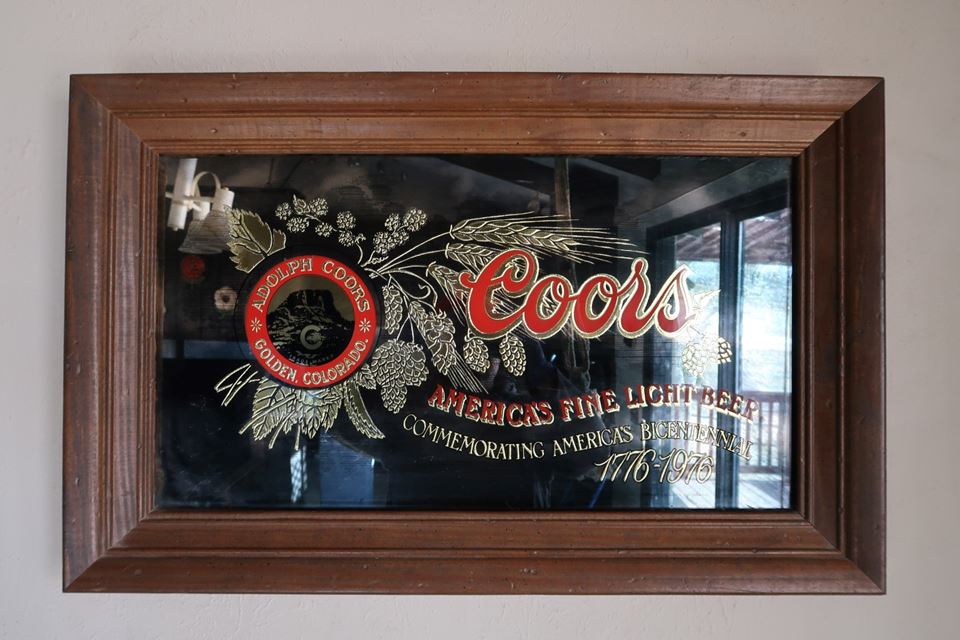 ADOLPH COORS
GOLDEN, COLORADO.
C
Coors
AMERICA'S FINE LIGHT BEER
COMMEMORATING AMERICA'S BICENTENNIAL
1776-1976